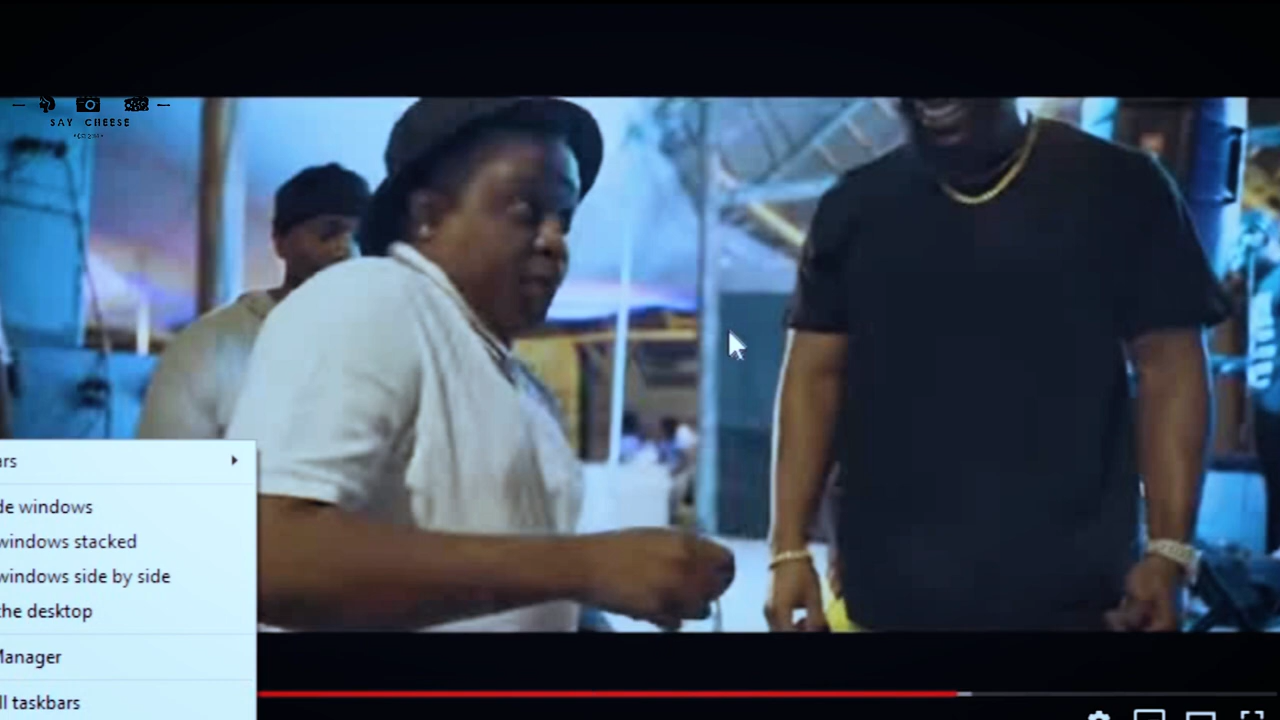 SAY CHEESE
ars
de windows
windows stacked
windows side by side
the desktop
Manager
ll taskbars